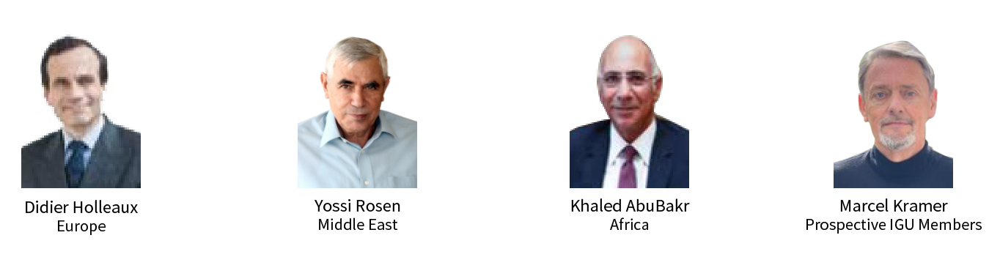 Didier Holleaux
Europe
Yossi Rosen
Middle East
Khaled AbuBakr
Africa
Marcel Kramer
Prospective IGU Members